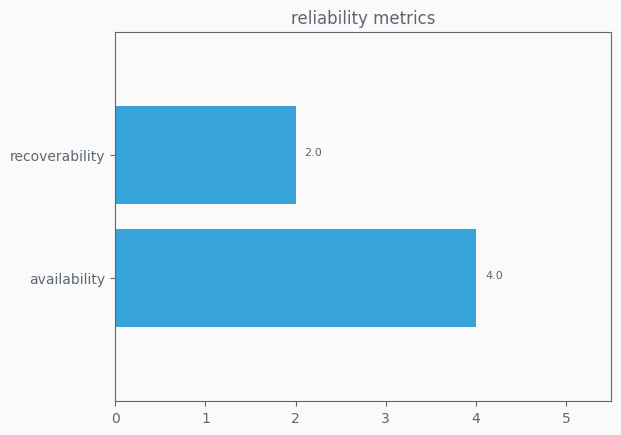 reliability metrics
recoverability
2.0
availability
4.0
0 1 2 3 4 5